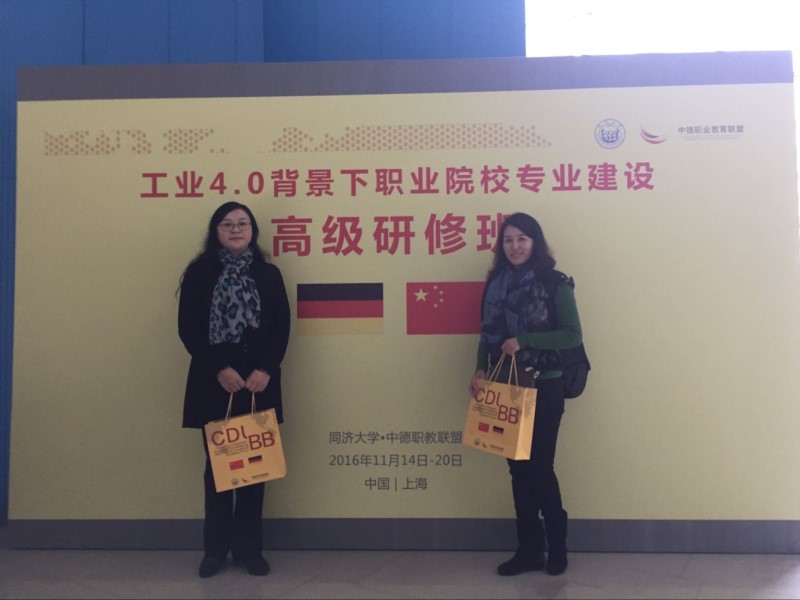 中德职业教育联盟
工业4.0背景下职业院校专业建设
高级研修班
同济大学•中德职教联盟
2016年11月14日-20日
中国 | 上海
CDI
BB
CDI
BB